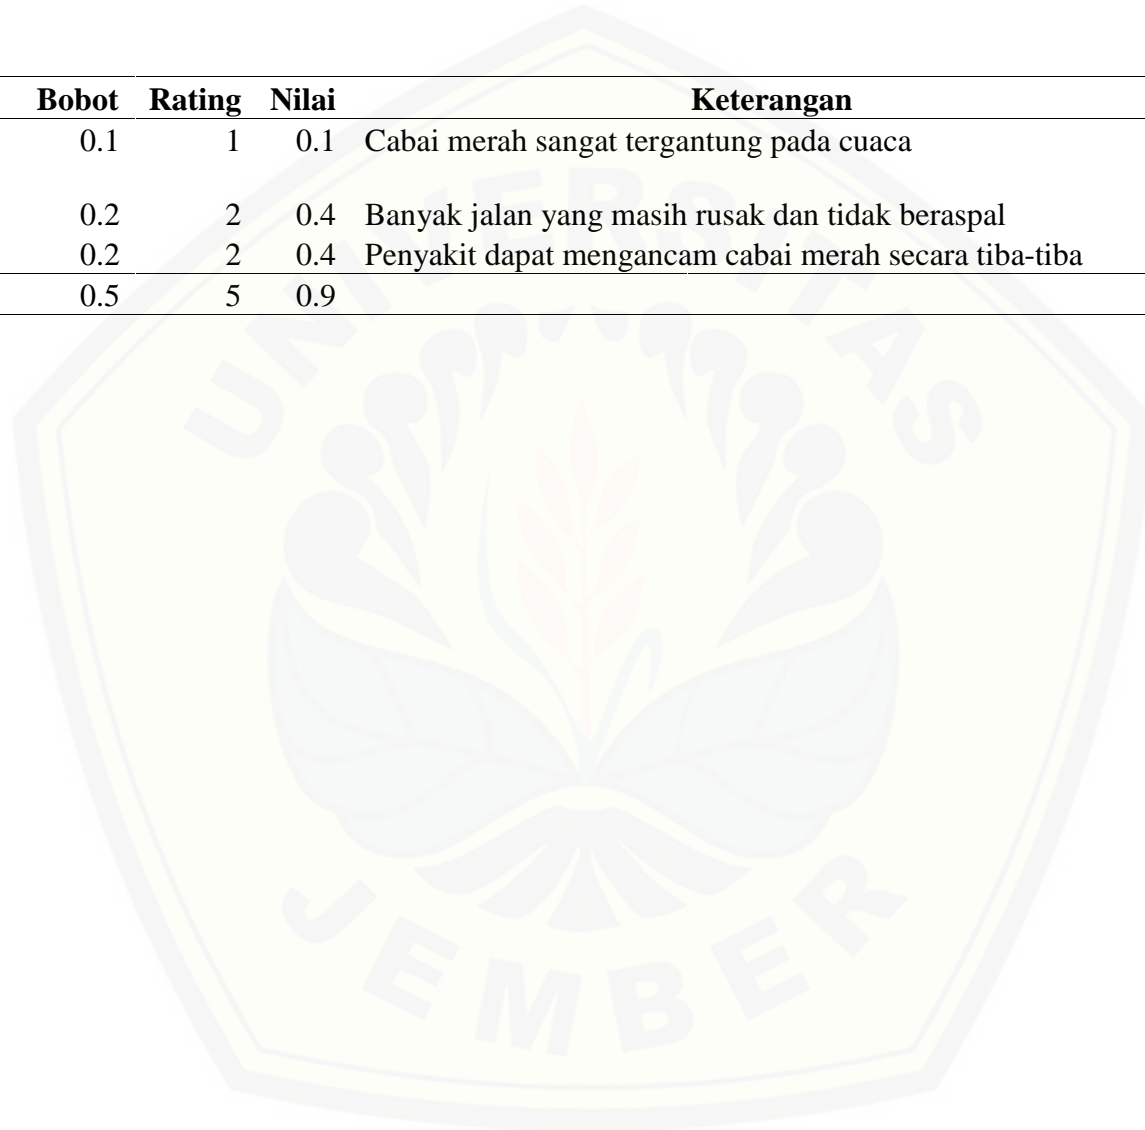 Bobot Rating Nilai Keterangan
0.1 1 0.1 Cabai merah sangat tergantung pada cuaca
0.2 2 0.4 Banyak jalan yang masih rusak dan tidak beraspal
0.2 2 0.4 Penyakit dapat mengancam cabai merah secara tiba-tiba
0.5 5 0.9
UNIVERSITAS
JEMBER